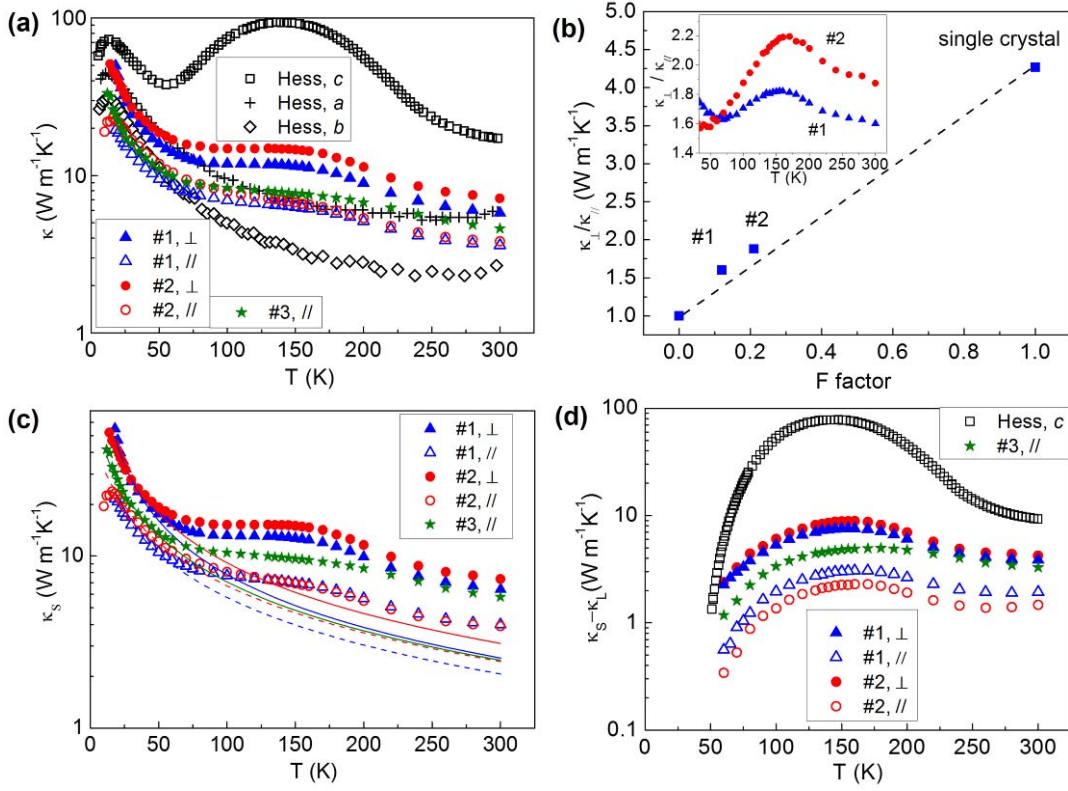 (a)
100
10
1
κ (W m⁻¹K⁻¹)
Hess, c
Hess, a
Hess, b
#1, ⊥
#1, //
#2, ⊥
#2, //
#3, //
0 50 100 150 200 250 300
T (K)
(b)
5.0
4.5
4.0
3.5
3.0
2.5
2.0
1.5
1.0
κ⊥/κ// (W m⁻¹K⁻¹)
single crystal
2.2
2.0
1.8
1.6
1.4
κ⊥ / κ//
#2
#1
50 100 150 200 250 300
T (K)
#1
#2
0.0 0.2 0.4 0.6 0.8 1.0
F factor
(c)
10
1
κS (W m⁻¹K⁻¹)
#1, ⊥
#1, //
#2, ⊥
#2, //
#3, //
0 50 100 150 200 250 300
T (K)
(d)
100
10
1
0.1
κS−κL(W m⁻¹K⁻¹)
Hess, c
#3, //
#1, ⊥
#1, //
#2, ⊥
#2, //
0 50 100 150 200 250 300
T (K)